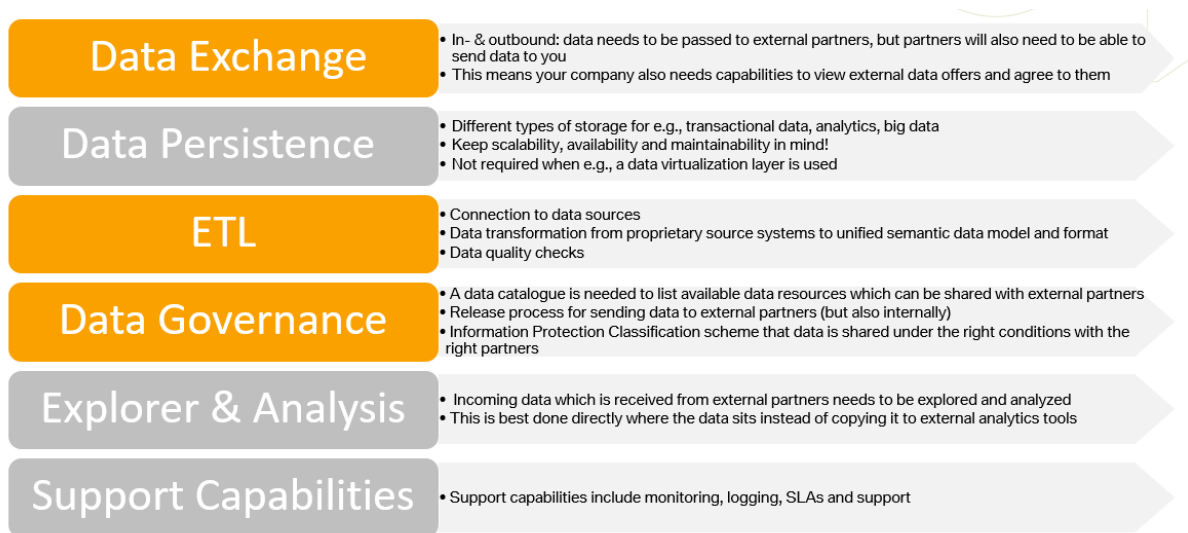 Data Exchange
• In- & outbound: data needs to be passed to external partners, but partners will also need to be able to
send data to you
• This means your company also needs capabilities to view external data offers and agree to them
Data Persistence
• Different types of storage for e.g., transactional data, analytics, big data
• Keep scalability, availability and maintainability in mind!
• Not required when e.g., a data virtualization layer is used
ETL
• Connection to data sources
• Data transformation from proprietary source systems to unified semantic data model and format
• Data quality checks
Data Governance
• A data catalogue is needed to list available data resources which can be shared with external partners
• Release process for sending data to external partners (but also internally)
• Information Protection Classification scheme that data is shared under the right conditions with the
right partners
Explorer & Analysis
• Incoming data which is received from external partners needs to be explored and analyzed
• This is best done directly where the data sits instead of copying it to external analytics tools
Support Capabilities
• Support capabilities include monitoring, logging, SLAs and support